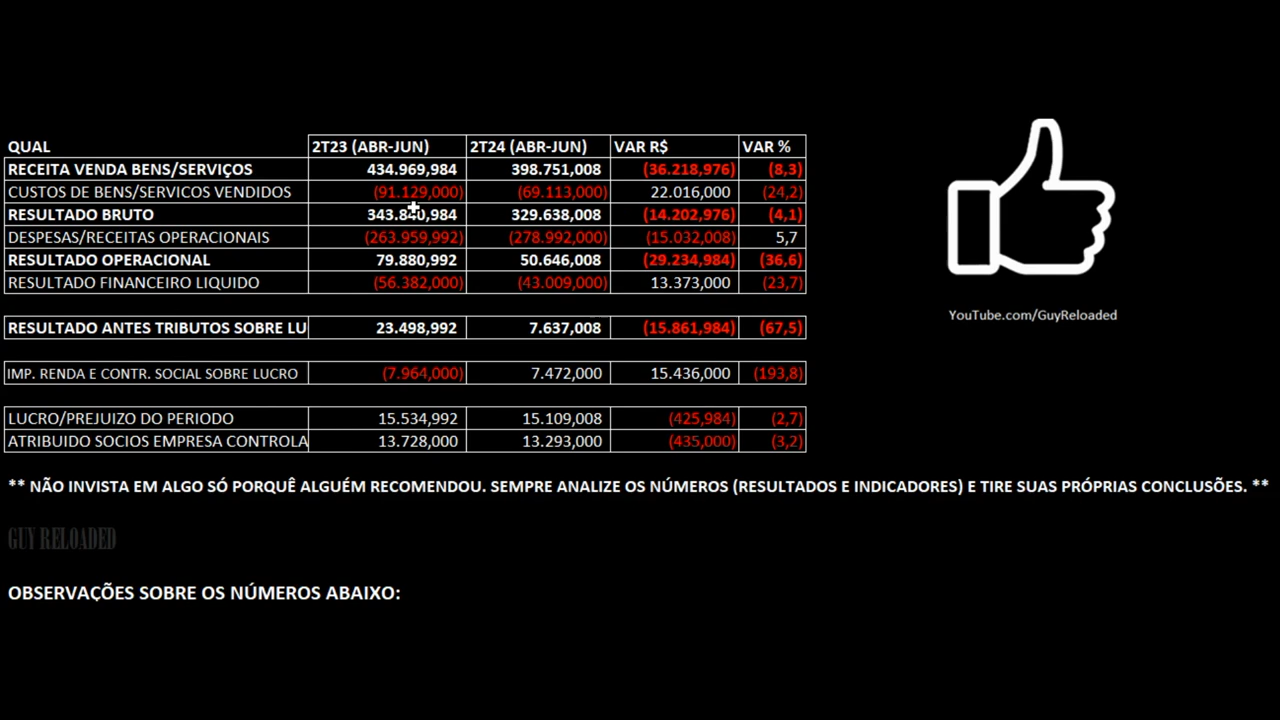 QUAL 2T23 (ABR-JUN) 2T24 (ABR-JUN) VAR R$ VAR %
RECEITA VENDA BENS/SERVIÇOS 434.969,984 398.751,008 (36.218,976) (8,3)
CUSTOS DE BENS/SERVICOS VENDIDOS (91.129,000) (69.113,000) 22.016,000 (24,2)
RESULTADO BRUTO 343.840,984 329.638,008 (14.202,976) (4,1)
DESPESAS/RECEITAS OPERACIONAIS (263.959,992) (278.992,000) (15.032,008) 5,7
RESULTADO OPERACIONAL 79.880,992 50.646,008 (29.234,984) (36,6)
RESULTADO FINANCEIRO LIQUIDO (56.382,000) (43.009,000) 13.373,000 (23,7)
RESULTADO ANTES TRIBUTOS SOBRE LU 23.498,992 7.637,008 (15.861,984) (67,5)
IMP. RENDA E CONTR. SOCIAL SOBRE LUCRO (7.964,000) 7.472,000 15.436,000 (193,8)
LUCRO/PREJUIZO DO PERIODO 15.534,992 15.109,008 (425,984) (2,7)
ATRIBUIDO SOCIOS EMPRESA CONTROLA 13.728,000 13.293,000 (435,000) (3,2)
YouTube.com/GuyReloaded
** NÃO INVISTA EM ALGO SÓ PORQUÊ ALGUÉM RECOMENDOU. SEMPRE ANALIZE OS NÚMEROS (RESULTADOS E INDICADORES) E TIRE SUAS PRÓPRIAS CONCLUSÕES. **
GUY RELOADED
OBSERVAÇÕES SOBRE OS NÚMEROS ABAIXO: